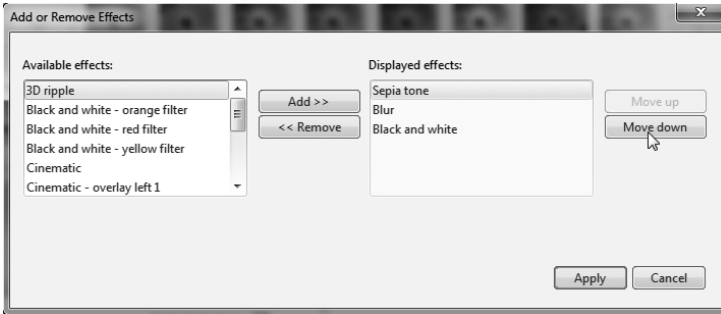 Add or Remove Effects
Available effects:
3D ripple
Black and white - orange filter
Black and white - red filter
Black and white - yellow filter
Cinematic
Cinematic - overlay left 1
Add >>
<< Remove
Displayed effects:
Sepia tone
Blur
Black and white
Move up
Move down
Apply
Cancel